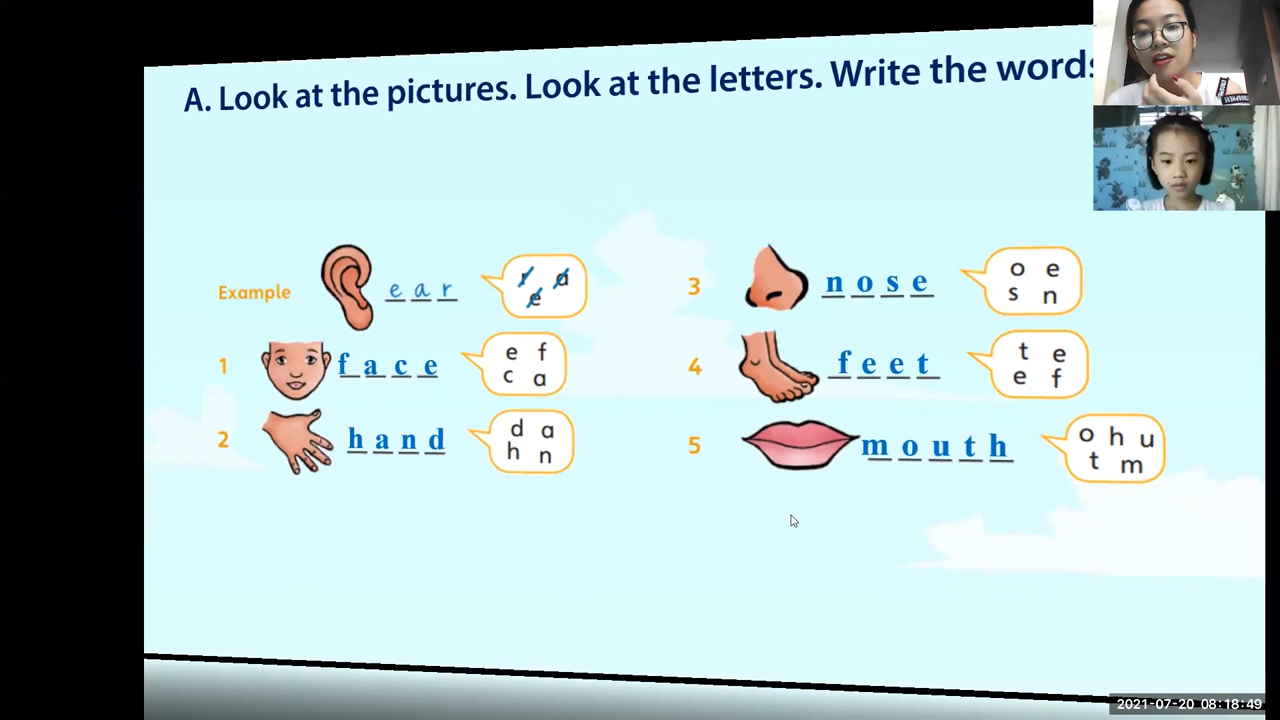 A. Look at the pictures. Look at the letters. Write the words
Example
e a r
r a
e
1
f a c e
e f
c a
2
h a n d
d a
h n
3
n o s e
o e
s n
4
f e e t
t e
e f
5
m o u t h
o h u
t m
2021-07-20 08:18:49